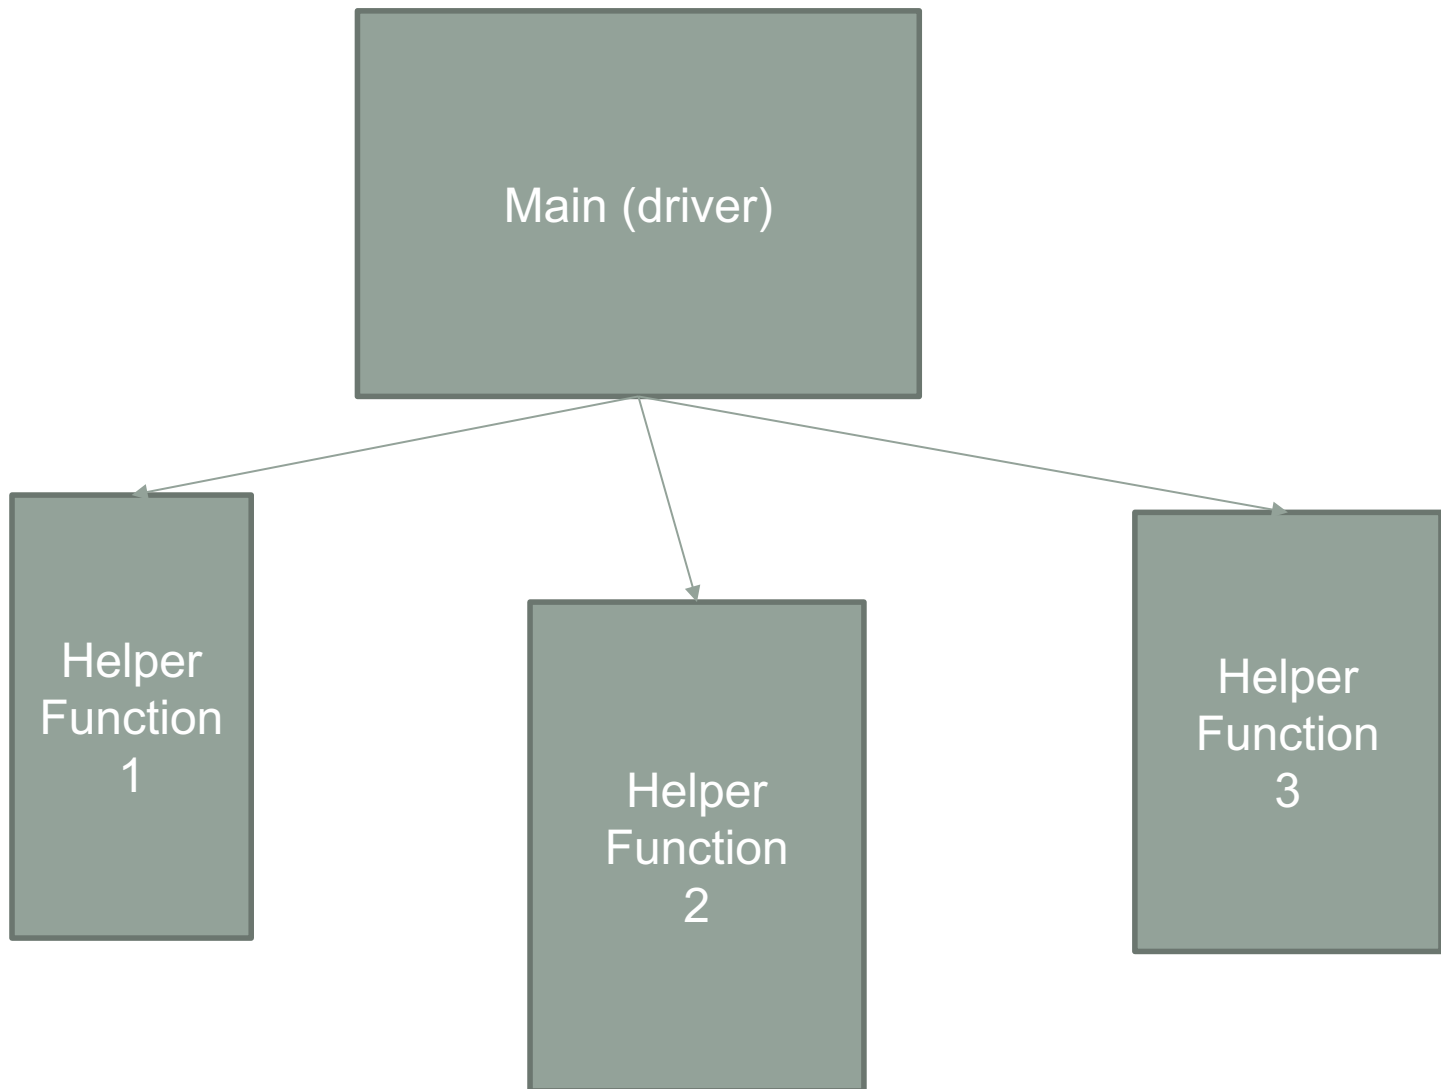 Main (driver)
Helper
Function
1
Helper
Function
2
Helper
Function
3